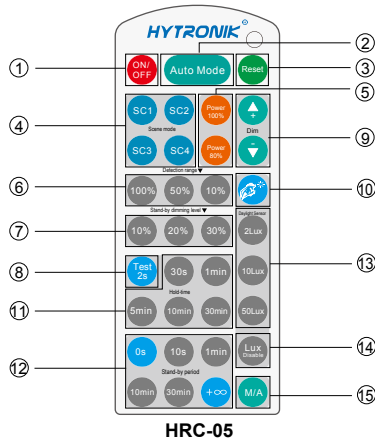 HYTRONIK
②
① ON/OFF Auto Mode Reset ③
Power 100% ⑤
④ SC1 SC2 + Dim - ⑨
Scene mode
SC3 SC4 Power 80%
Detection range ▼
⑥ 100% 50% 10% ⑩
Stand-by dimming level ▼ Daylight Sensor
⑦ 10% 20% 30% 2Lux
⑧ Test 2s 30s 1min 10Lux ⑬
Hold-time
⑪ 5min 10min 30min 50Lux
⑫ 0s 10s 1min Lux Disable ⑭
Stand-by period
10min 30min +∞ M/A ⑮
HRC-05